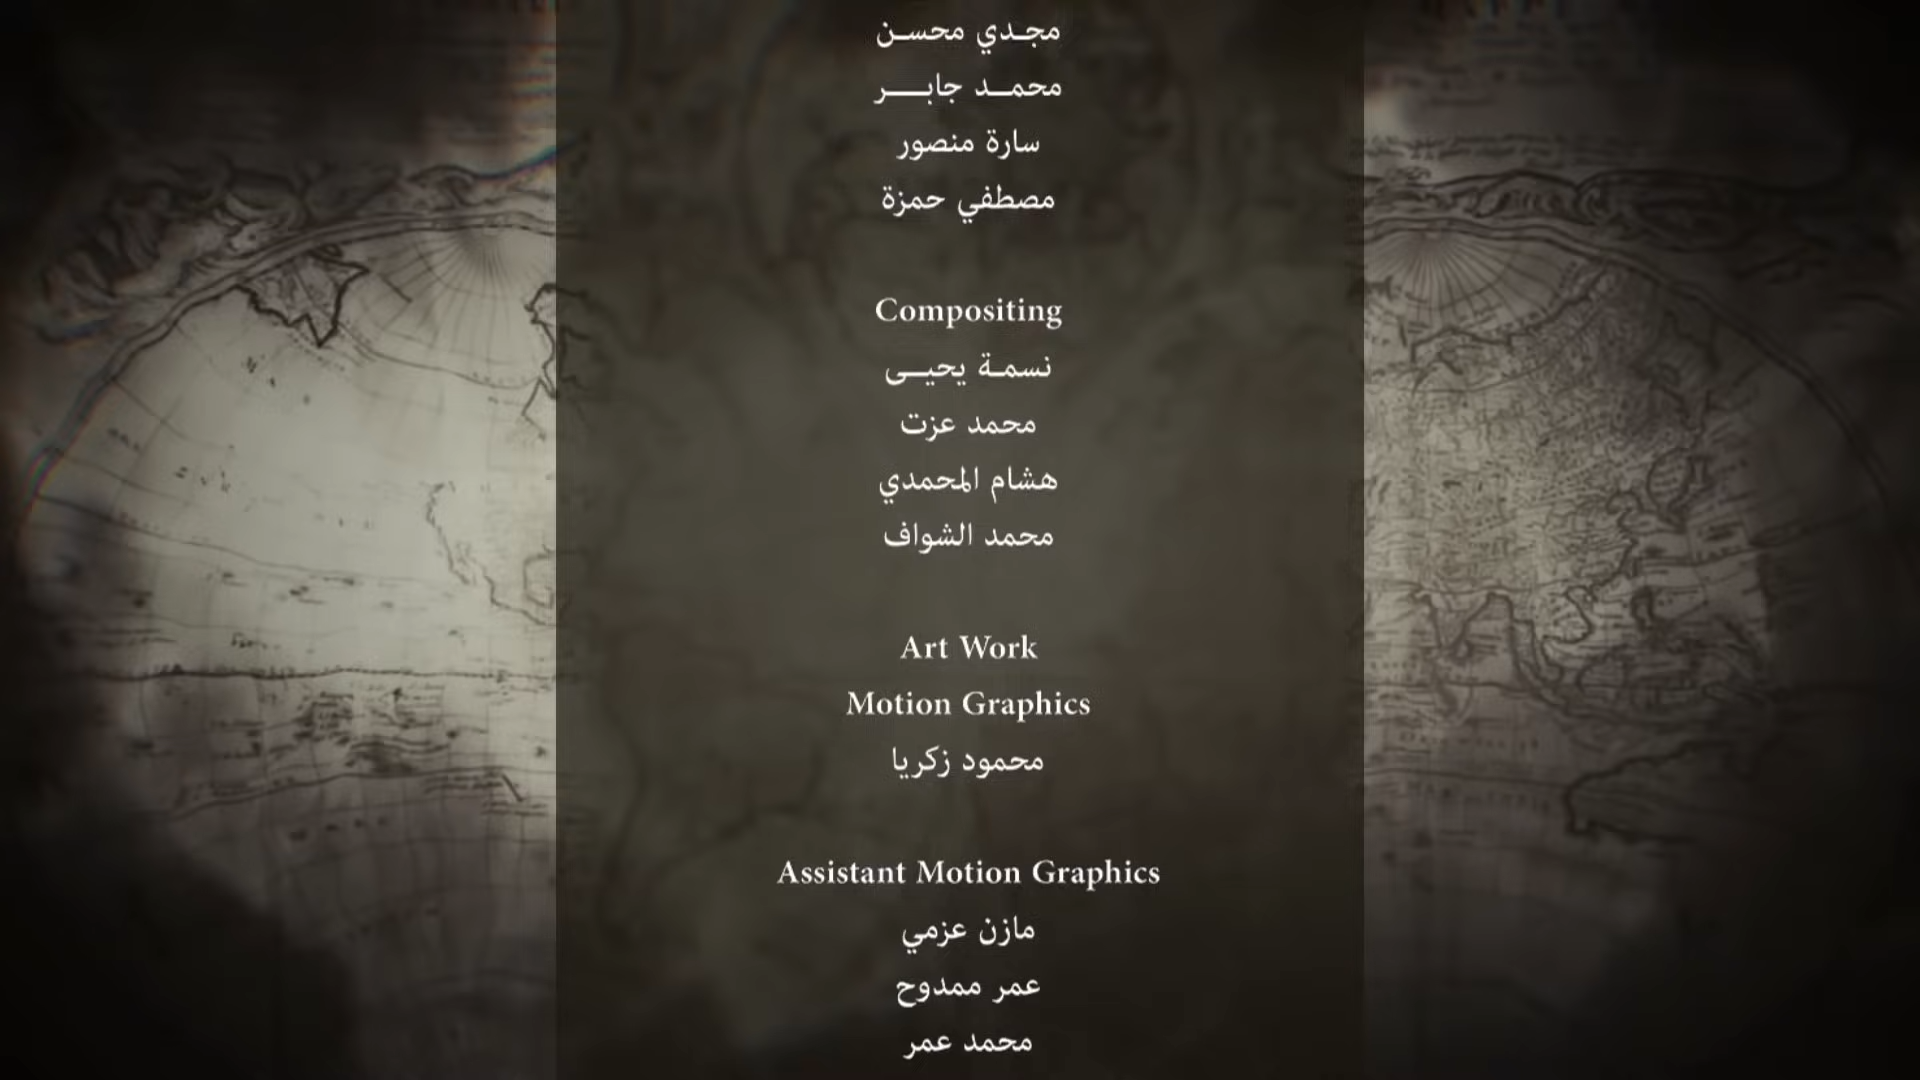 مجدي محسن
محمد جابر
سارة منصور
مصطفي حمزة
Compositing
نسمة يحيى
محمد عزت
هشام المحمدي
محمد الشواف
Art Work
Motion Graphics
محمود زكريا
Assistant Motion Graphics
مازن عزمي
عمر ممدوح
محمد عمر